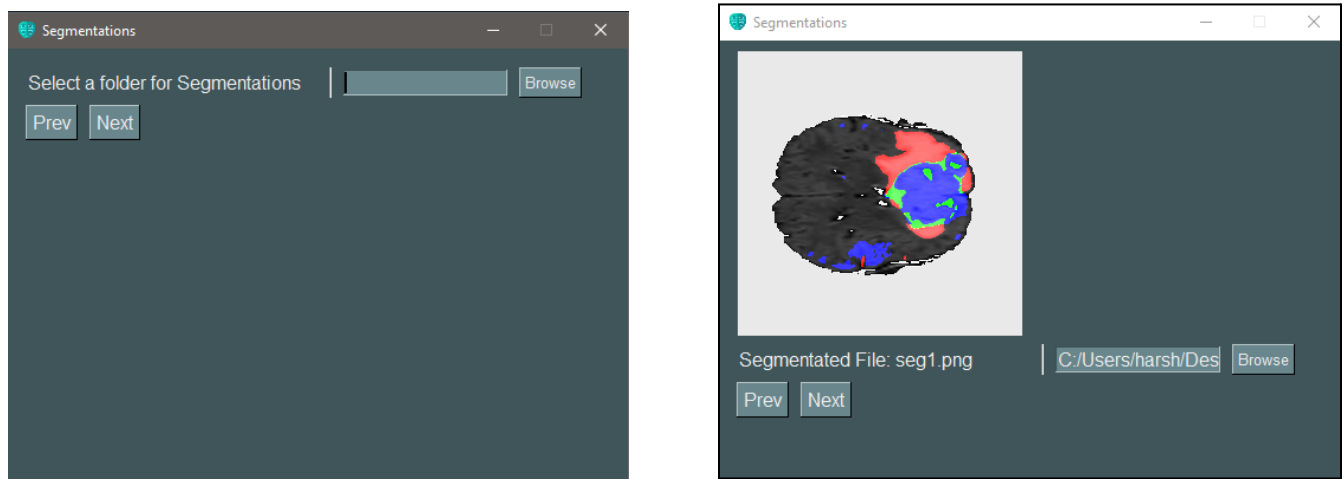 Segmentations
Select a folder for Segmentations
Browse
Prev
Next
Segmentations
Segmentated File: seg1.png
C:/Users/harsh/Des
Browse
Prev
Next